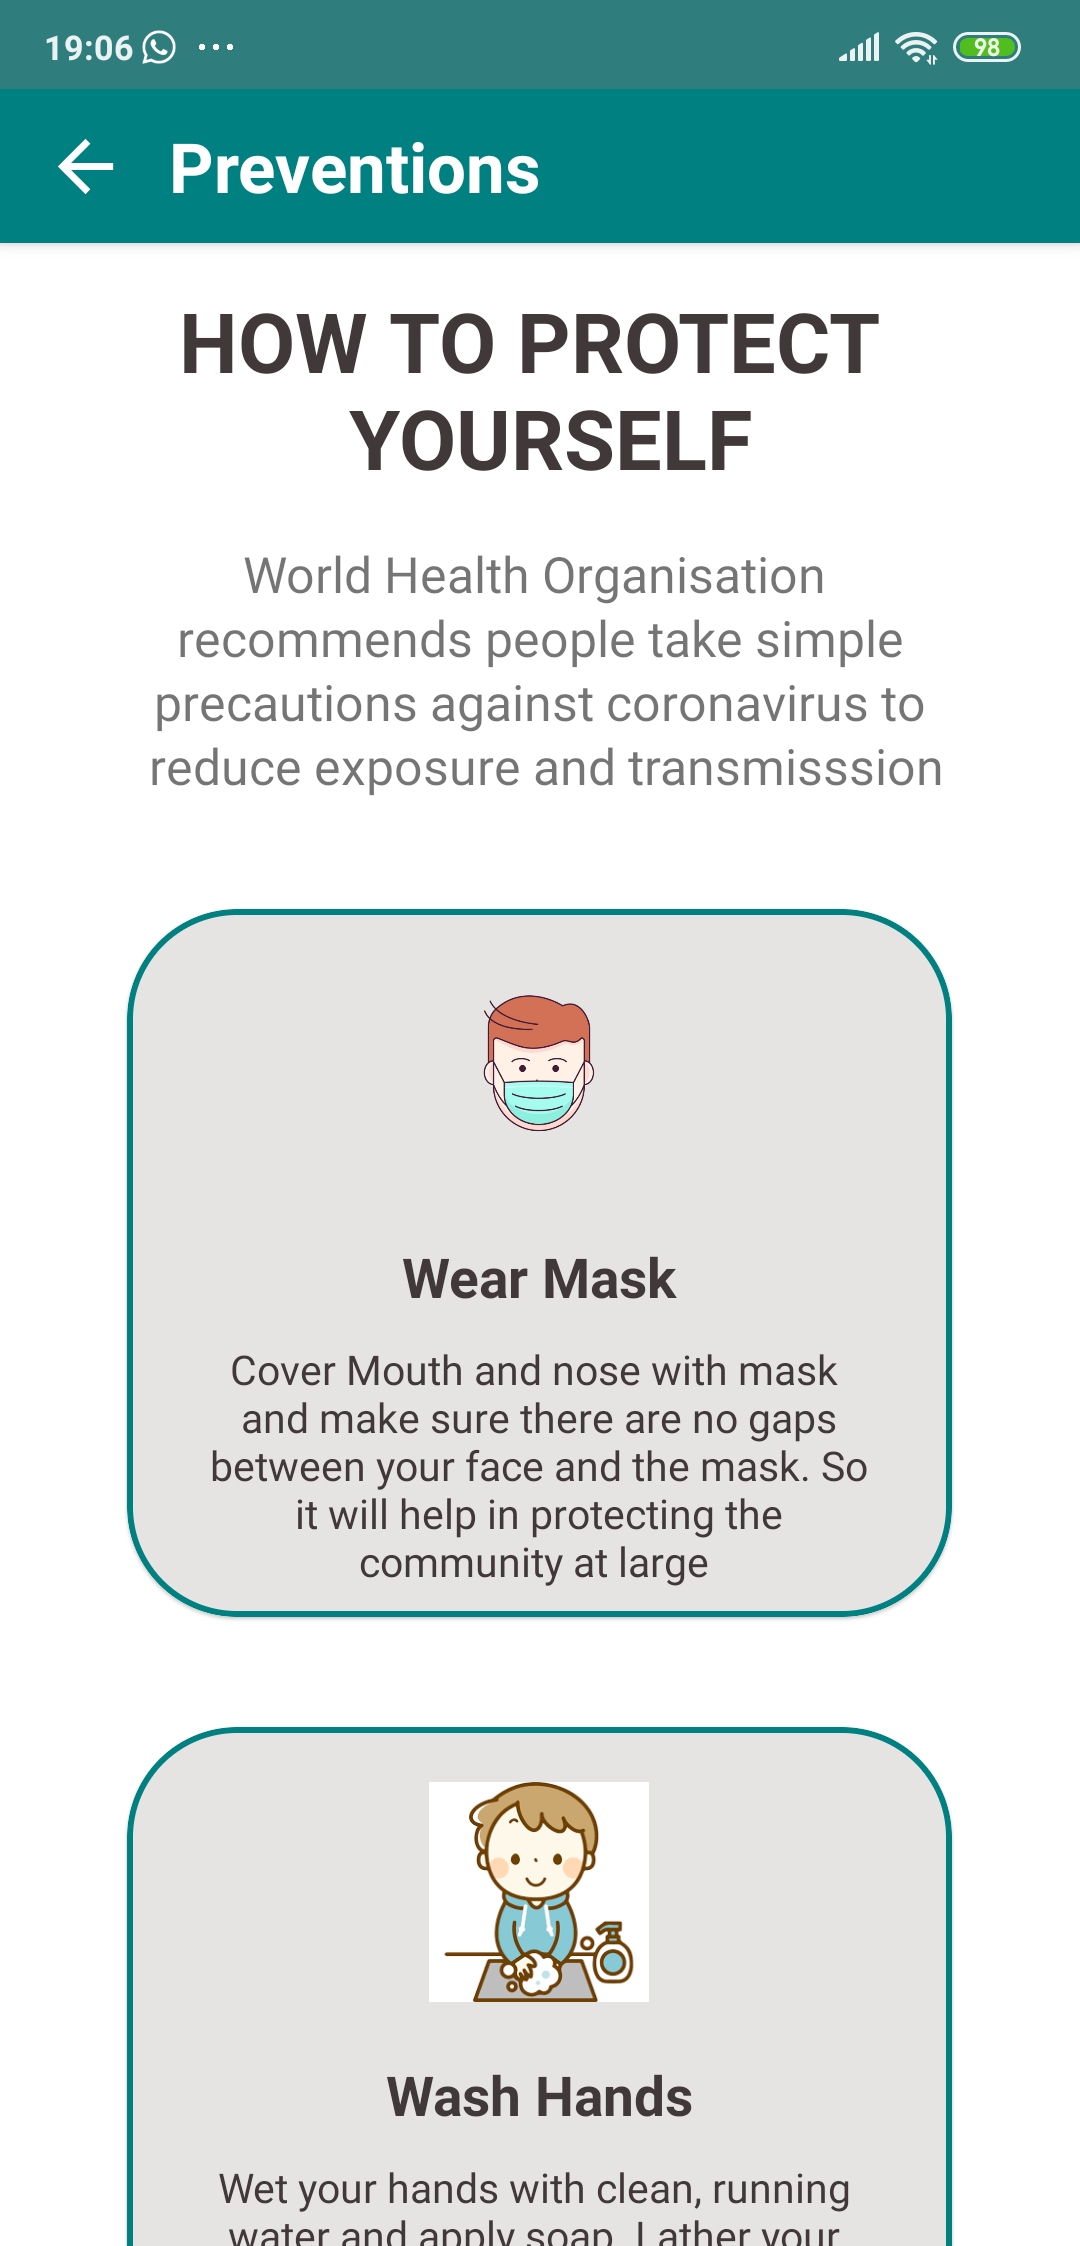 19:06
98
Preventions
HOW TO PROTECT
YOURSELF
World Health Organisation
recommends people take simple
precautions against coronavirus to
reduce exposure and transmisssion
Wear Mask
Cover Mouth and nose with mask
and make sure there are no gaps
between your face and the mask. So
it will help in protecting the
community at large
Wash Hands
Wet your hands with clean, running
water and apply soap. Lather your